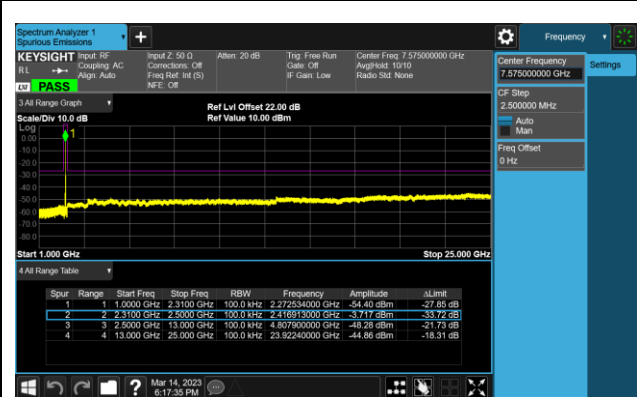 Spectrum Analyzer 1
Spurious Emissions
Frequency
KEYSIGHT Input: RF Input Z: 50 Ω Atten: 20 dB Trig: Free Run Center Freq: 7.575000000 GHz
RL Coupling: AC Corrections: Off Gate: Off Avg|Hold: 10/10
Align: Auto Freq Ref: Int (S) IF Gain: Low Radio Std: None
NFE: Off
LXI PASS
Center Frequency
7.575000000 GHz
Settings
CF Step
2.500000 MHz
Auto
Man
Freq Offset
0 Hz
3 All Range Graph
Ref Lvl Offset 22.00 dB
Scale/Div 10.0 dB Ref Value 10.00 dBm
Log
1
0.00
-10.0
-20.0
-30.0
-40.0
-50.0
-60.0
-70.0
-80.0
Start 1.000 GHz Stop 25.000 GHz
4 All Range Table
Spur Range Start Freq Stop Freq RBW Frequency Amplitude ΔLimit
1 1 1.0000 GHz 2.3100 GHz 100.0 kHz 2.272534000 GHz -54.40 dBm -27.85 dB
2 2 2.3100 GHz 2.5000 GHz 100.0 kHz 2.416913000 GHz -3.717 dBm -33.72 dB
3 3 2.5000 GHz 13.000 GHz 100.0 kHz 4.807900000 GHz -48.28 dBm -21.73 dB
4 4 13.000 GHz 25.000 GHz 100.0 kHz 23.92240000 GHz -44.86 dBm -18.31 dB
Mar 14, 2023
6:17:35 PM